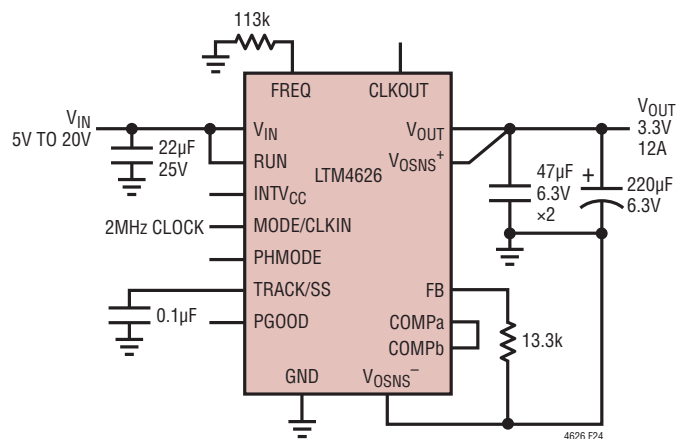 113k
FREQ
CLKOUT
VIN
5V TO 20V
22µF
25V
VIN
RUN
INTVCC
2MHz CLOCK
MODE/CLKIN
PHMODE
TRACK/SS
0.1µF
PGOOD
GND
LTM4626
VOUT
VOSNS+
FB
COMPa
COMPb
VOSNS–
VOUT
3.3V
12A
47µF
6.3V
×2
+
220µF
6.3V
13.3k
4626 F24